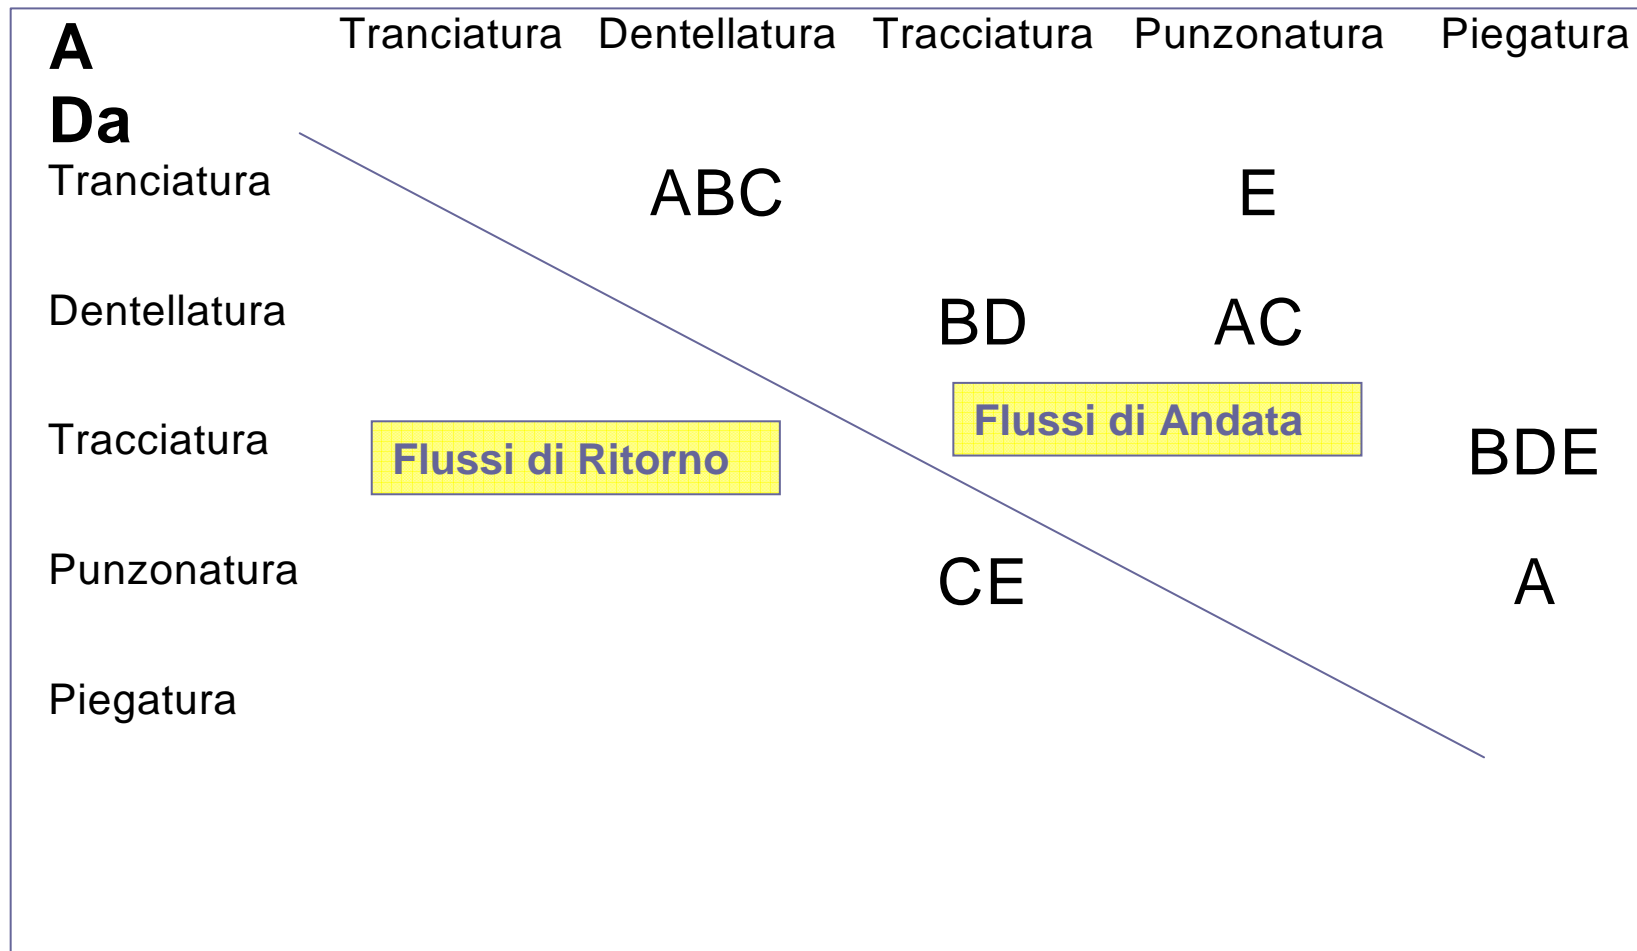 A Tranciatura Dentellatura Tracciatura Punzonatura Piegatura
Da
Tranciatura ABC E
Dentellatura BD AC
Flussi di Andata
Tracciatura Flussi di Ritorno BDE
Punzonatura CE A
Piegatura